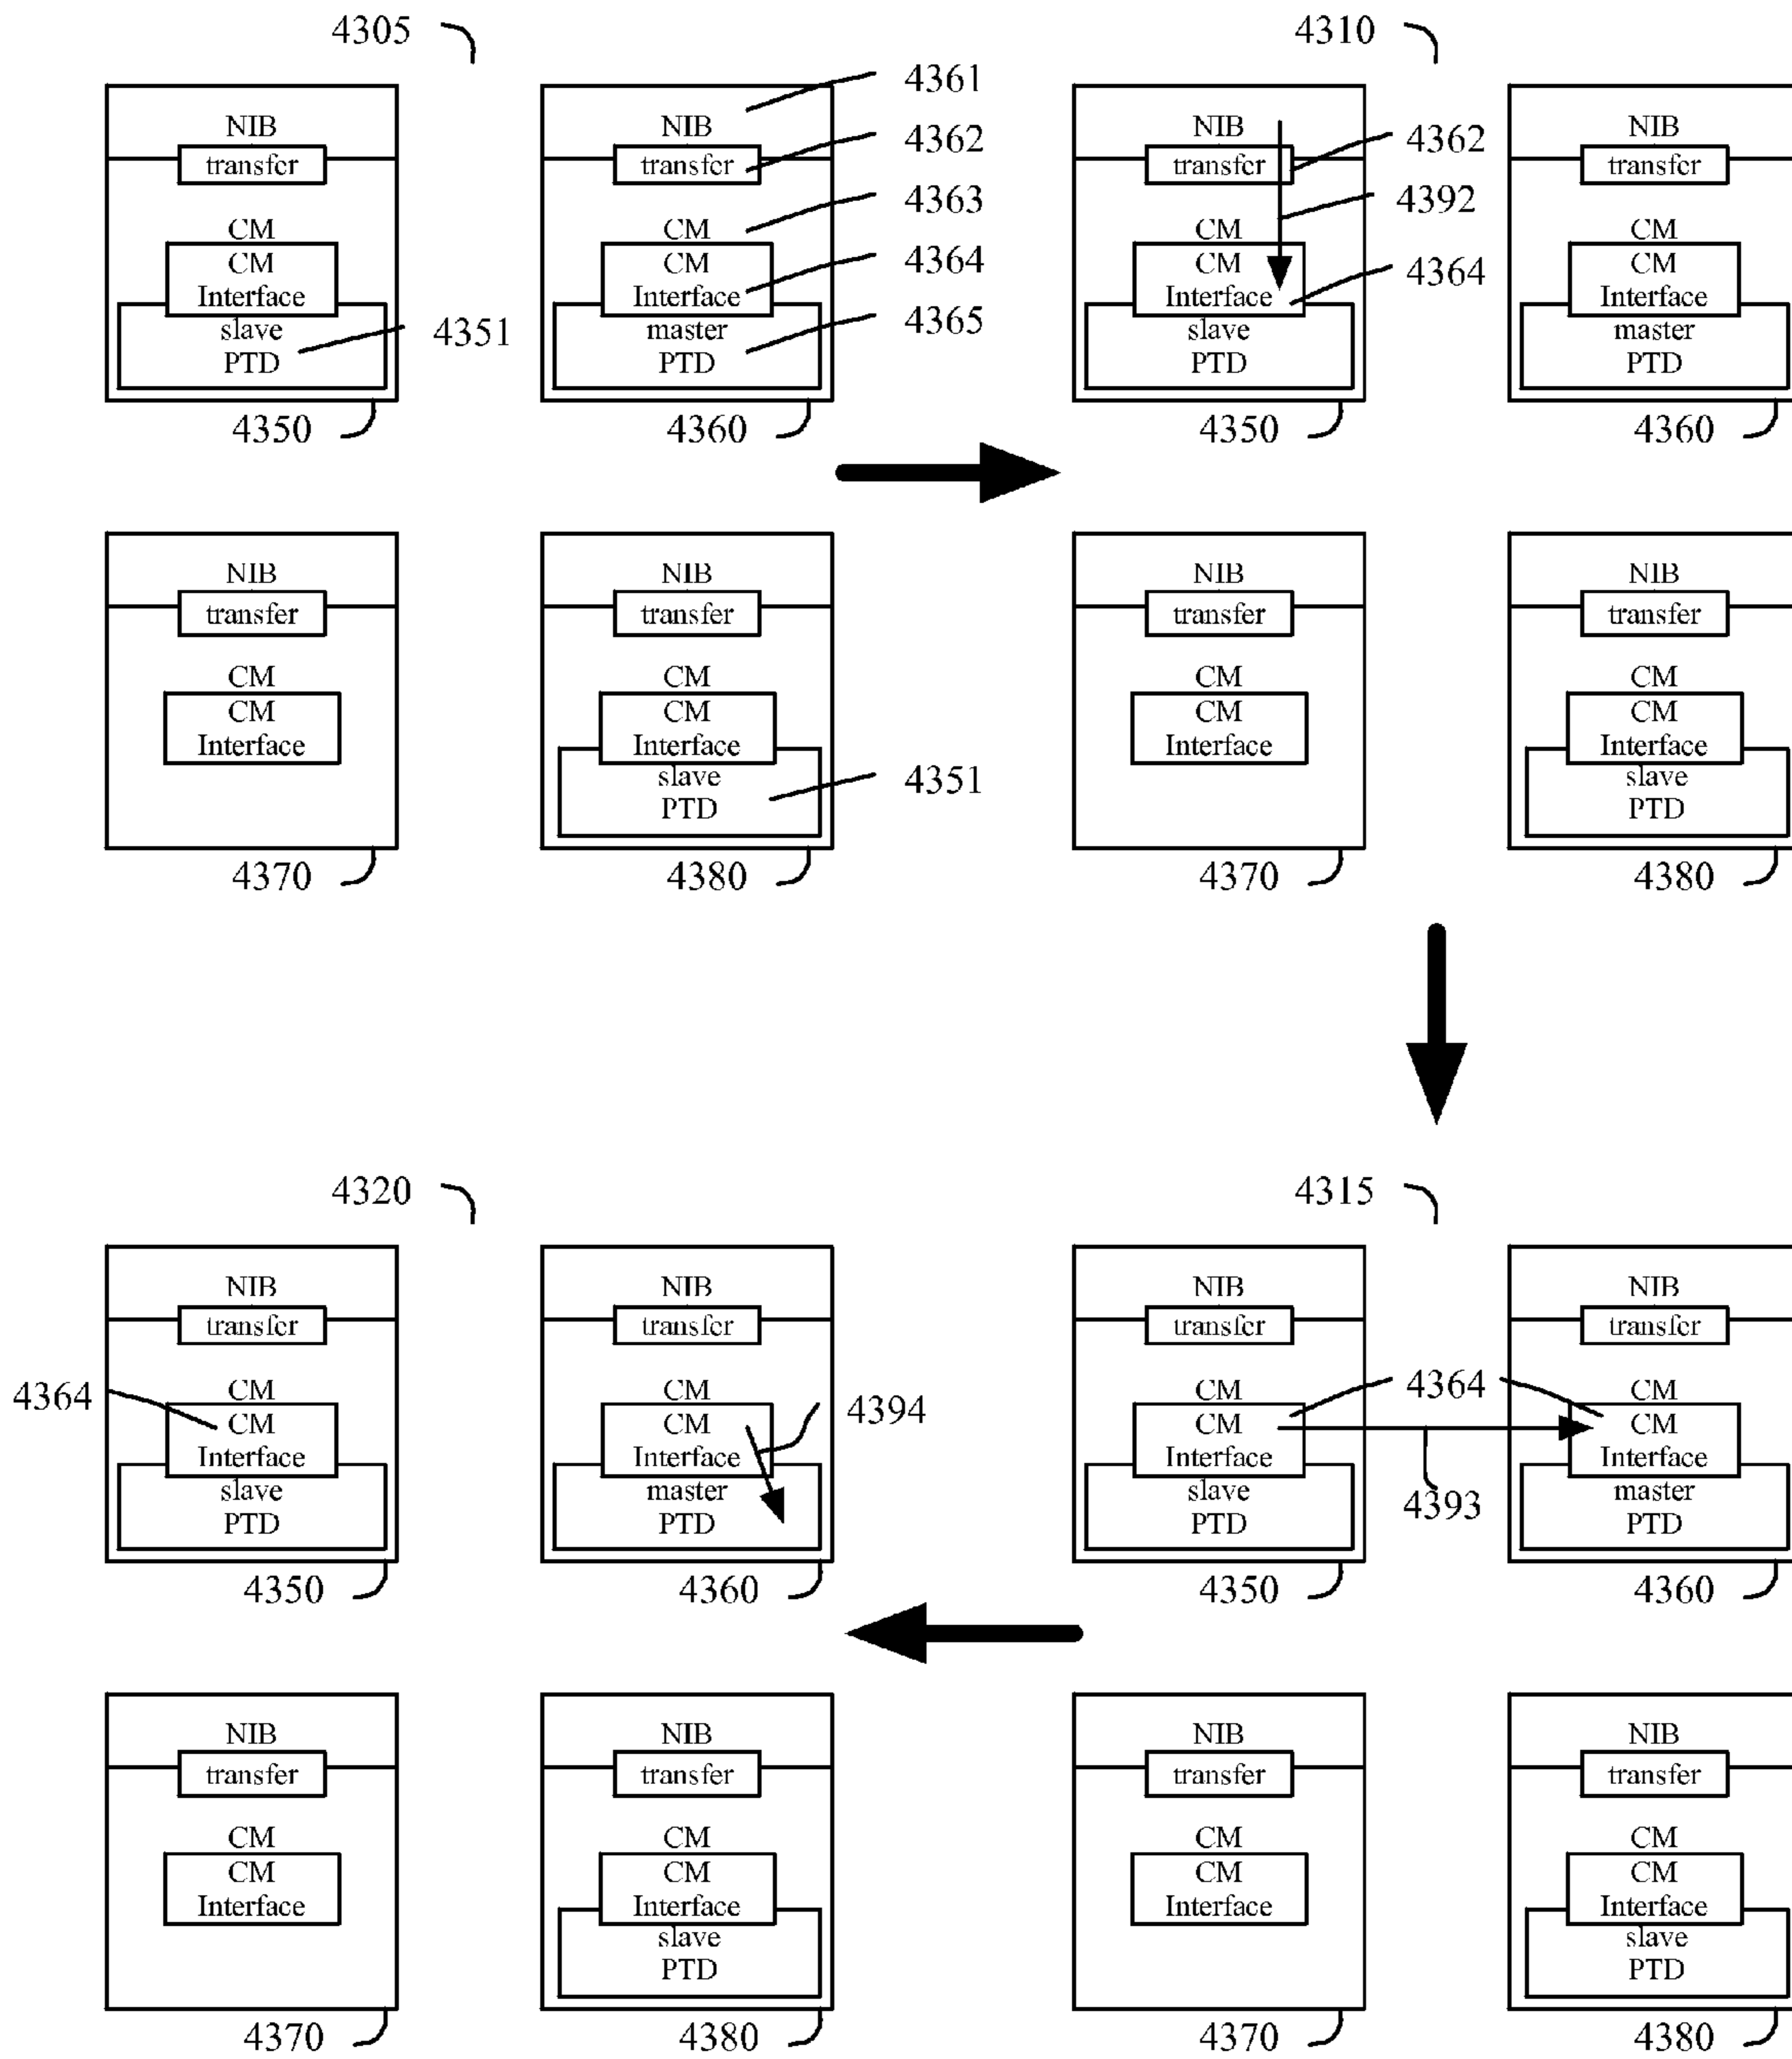 4305
4310
NIB
transfer
CM
CM
Interface
slave
PTD
4351
4350
NIB
transfer
CM
CM
Interface
master
PTD
4361
4362
4363
4364
4365
4360
NIB
transfer
CM
CM
Interface
slave
PTD
4362
4392
4364
4350
NIB
transfer
CM
CM
Interface
master
PTD
4360
NIB
transfer
CM
CM
Interface
4370
NIB
transfer
CM
CM
Interface
slave
PTD
4351
4380
NIB
transfer
CM
CM
Interface
4370
NIB
transfer
CM
CM
Interface
slave
PTD
4380
4320
4315
4364
NIB
transfer
CM
CM
Interface
slave
PTD
4350
NIB
transfer
CM
CM
Interface
master
PTD
4394
4360
NIB
transfer
CM
CM
Interface
slave
PTD
4364
4393
4350
NIB
transfer
CM
CM
Interface
master
PTD
4360
NIB
transfer
CM
CM
Interface
4370
NIB
transfer
CM
CM
Interface
slave
PTD
4380
NIB
transfer
CM
CM
Interface
4370
NIB
transfer
CM
CM
Interface
slave
PTD
4380